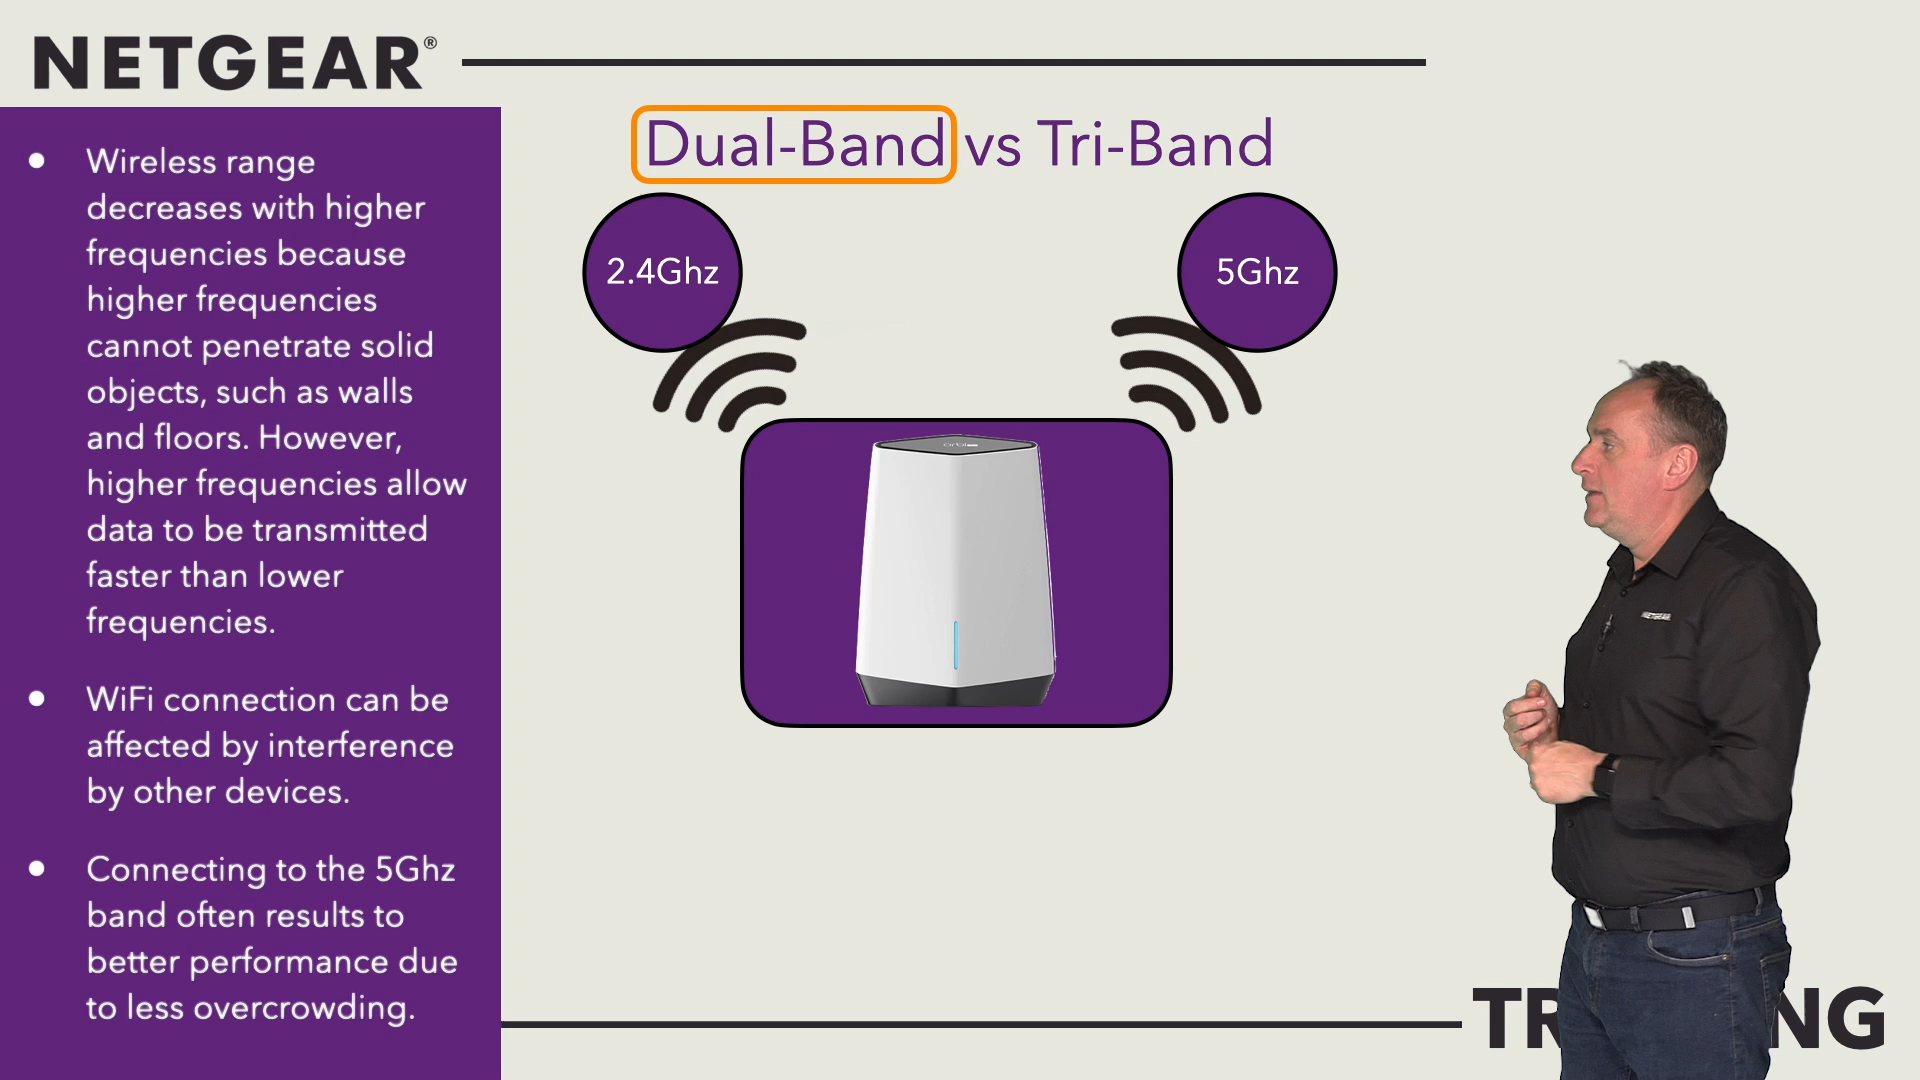 NETGEAR®
Dual-Band vs Tri-Band
2.4Ghz
5Ghz
orbi
• Wireless range
decreases with higher
frequencies because
higher frequencies
cannot penetrate solid
objects, such as walls
and floors. However,
higher frequencies allow
data to be transmitted
faster than lower
frequencies.
• WiFi connection can be
affected by interference
by other devices.
• Connecting to the 5Ghz
band often results to
better performance due
to less overcrowding.
NETGEAR
TR NG